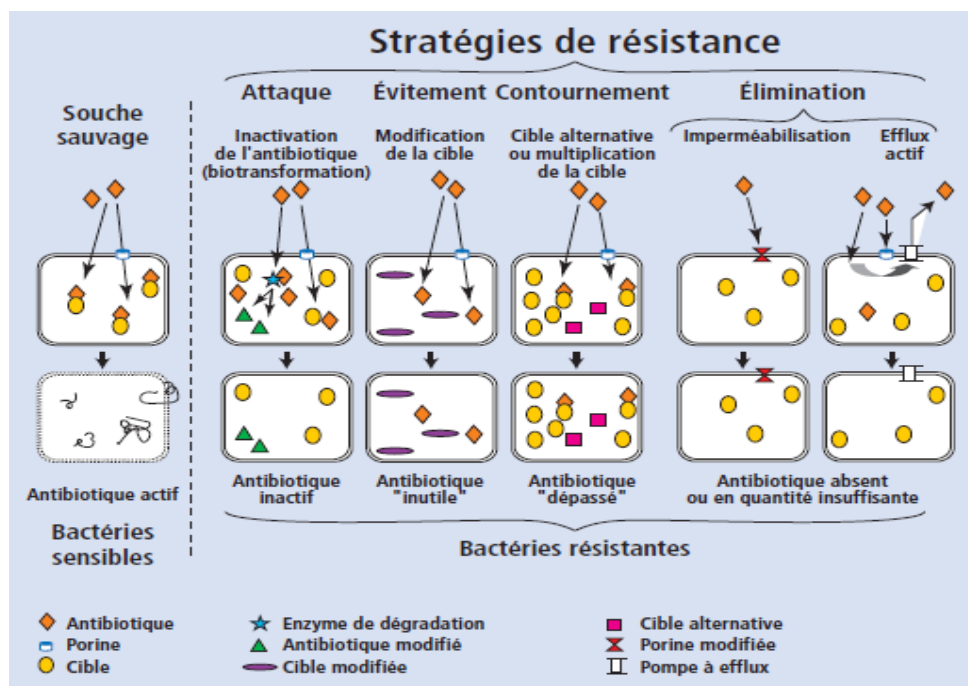 Stratégies de résistance
Souche
sauvage
Attaque
Inactivation
de l'antibiotique
(biotransformation)
Évitement
Modification
de la cible
Contournement
Cible alternative
ou multiplication
de la cible
Élimination
Imperméabilisation
Efflux
actif
Antibiotique actif
Bactéries
sensibles
Antibiotique
inactif
Antibiotique
"inutile"
Antibiotique
"dépassé"
Antibiotique absent
ou en quantité insuffisante
Bactéries résistantes
Antibiotique
Porine
Cible
Enzyme de dégradation
Antibiotique modifié
Cible modifiée
Cible alternative
Porine modifiée
Pompe à efflux